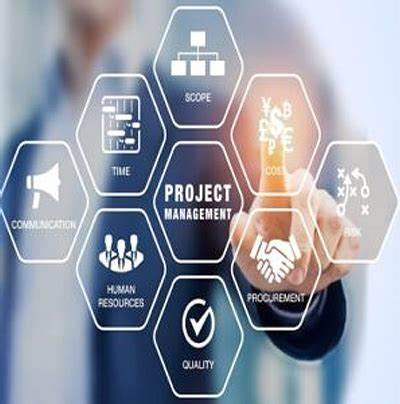 SCOPE
TIME
COST
COMMUNICATION
PROJECT
MANAGEMENT
RISK
HUMAN
RESOURCES
PROCUREMENT
QUALITY